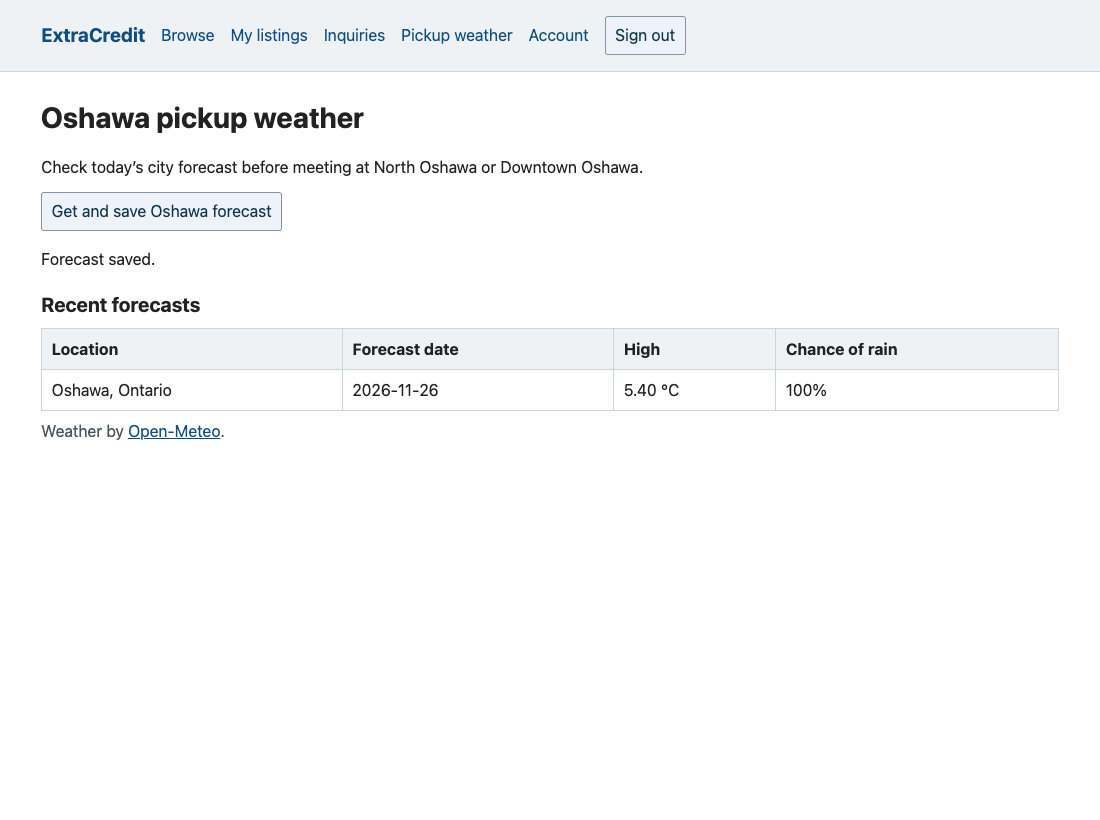 ExtraCredit Browse My listings Inquiries Pickup weather Account Sign out
Oshawa pickup weather
Check today’s city forecast before meeting at North Oshawa or Downtown Oshawa.
Get and save Oshawa forecast
Forecast saved.
Recent forecasts
Location Forecast date High Chance of rain
Oshawa, Ontario 2026-11-26 5.40 °C 100%
Weather by Open-Meteo.